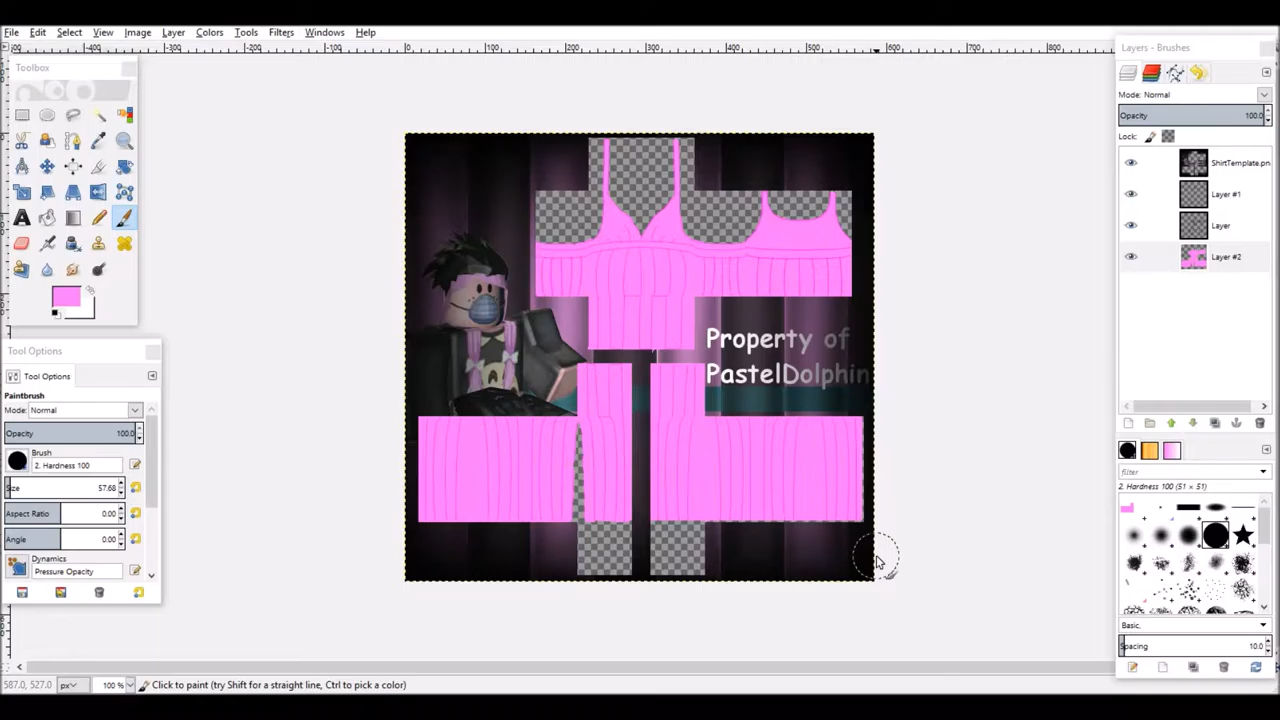 File Edit Select View Image Layer Colors Tools Filters Windows Help
Toolbox
Layers - Brushes
Mode: Normal
Opacity 100.0
Lock:
ShirtTemplate.pn
Layer #1
Layer
Layer #2
Tool Options
Tool Options
Paintbrush
Mode: Normal
Opacity 100.0
Brush
2. Hardness 100
Size 57.68
Aspect Ratio 0.00
Angle 0.00
Dynamics
Pressure Opacity
Property of
PastelDolphin
filter
2. Hardness 100 (51 × 51)
Basic,
Spacing 10.0
587.0, 527.0 px 100 % Click to paint (try Shift for a straight line, Ctrl to pick a color)